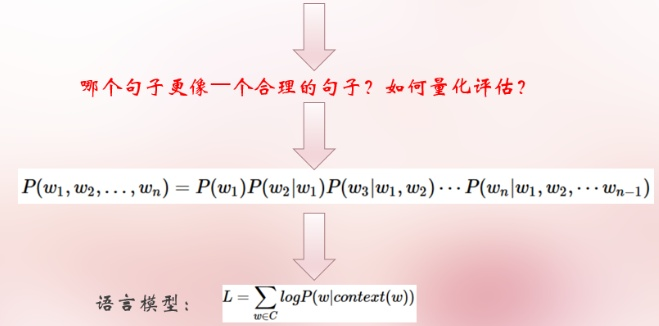 哪个句子更像一个合理的句子？如何量化评估？
P(w₁, w₂, ..., wₙ) = P(w₁)P(w₂|w₁)P(w₃|w₁, w₂) ··· P(wₙ|w₁, w₂, ··· wₙ₋₁)
语言模型： L = ∑_{w∈C} logP(w|context(w))